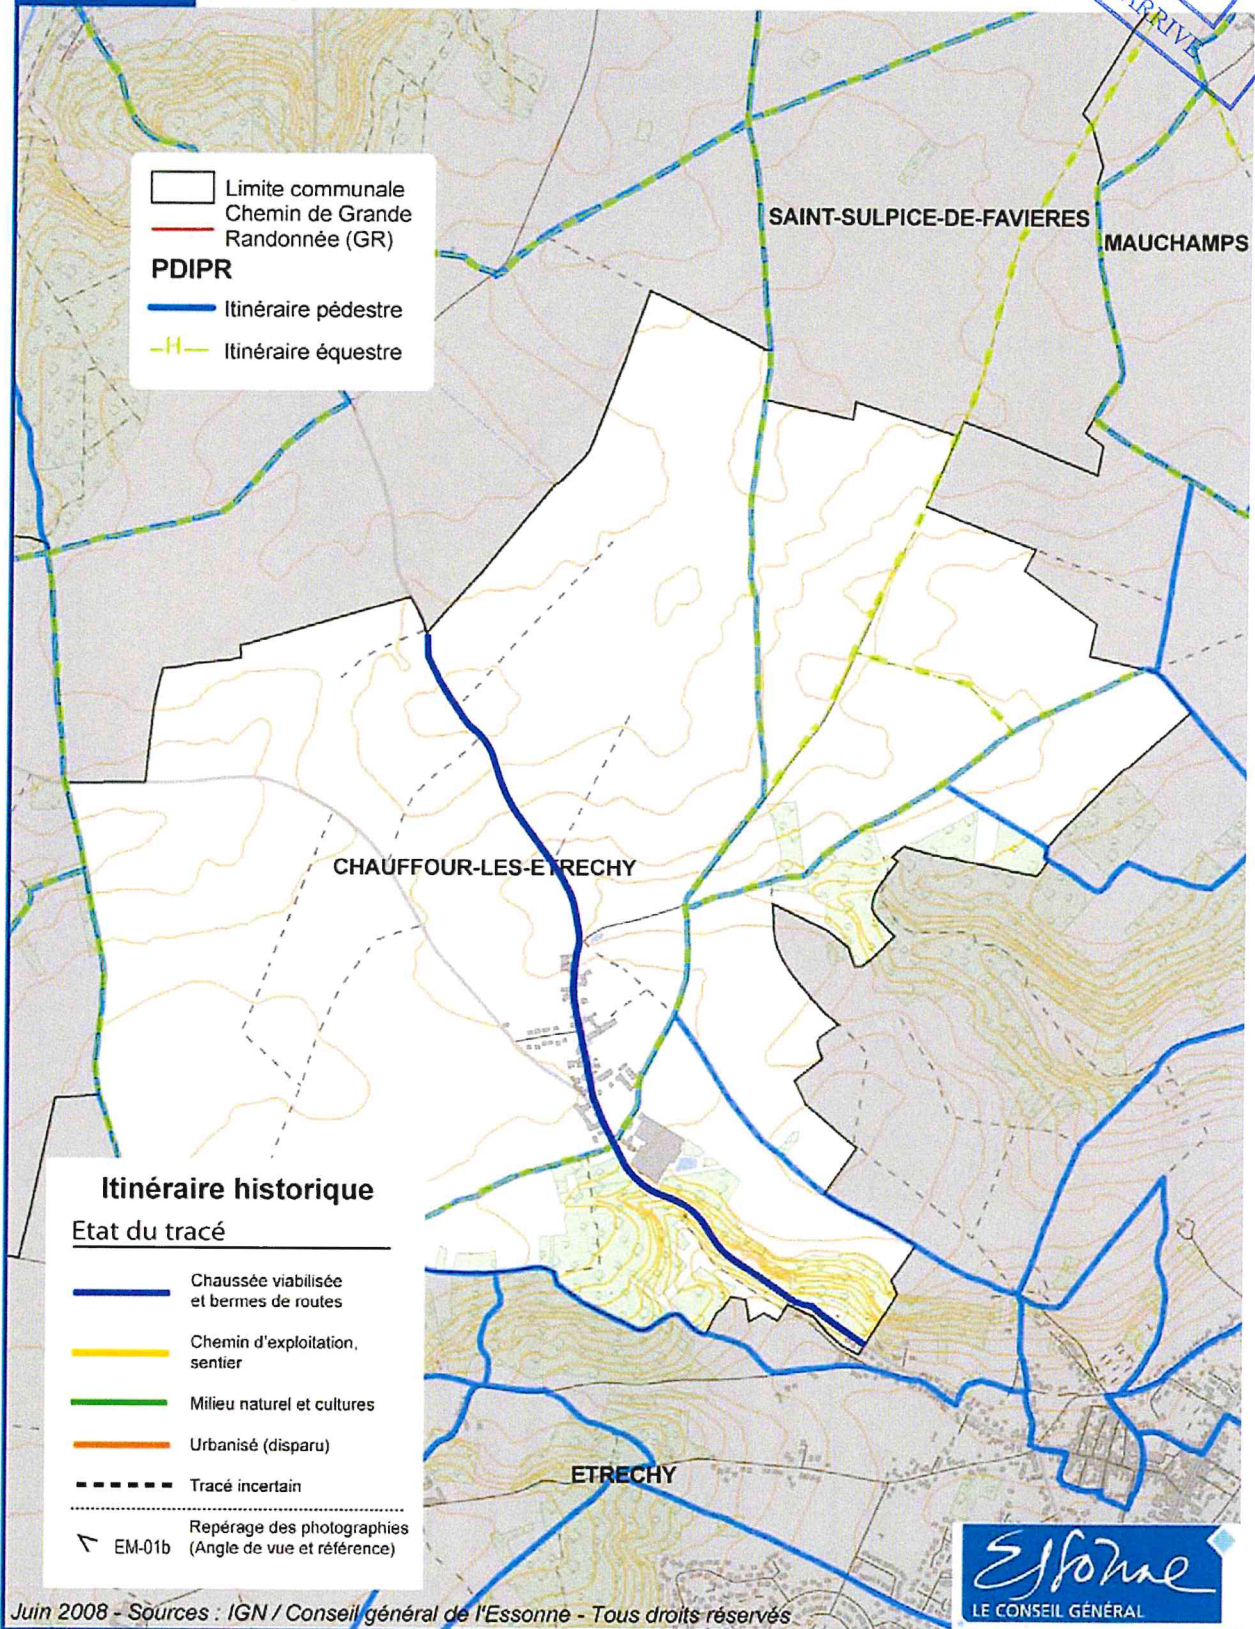 ARRIVE
Limite communale
Chemin de Grande
Randonnée (GR)
PDIPR
Itinéraire pédestre
H
Itinéraire équestre
SAINT-SULPICE-DE-FAVIERES
MAUCHAMPS
CHAUFFOUR-LES-ETRECHY
Itinéraire historique
Etat du tracé
Chaussée viabilisée
et bermes de routes
Chemin d'exploitation,
sentier
Milieu naturel et cultures
Urbanisé (disparu)
Tracé incertain
EM-01b
Repérage des photographies
(Angle de vue et référence)
ETRECHY
Essonne
LE CONSEIL GÉNÉRAL
Juin 2008 - Sources : IGN / Conseil général de l'Essonne - Tous droits réservés